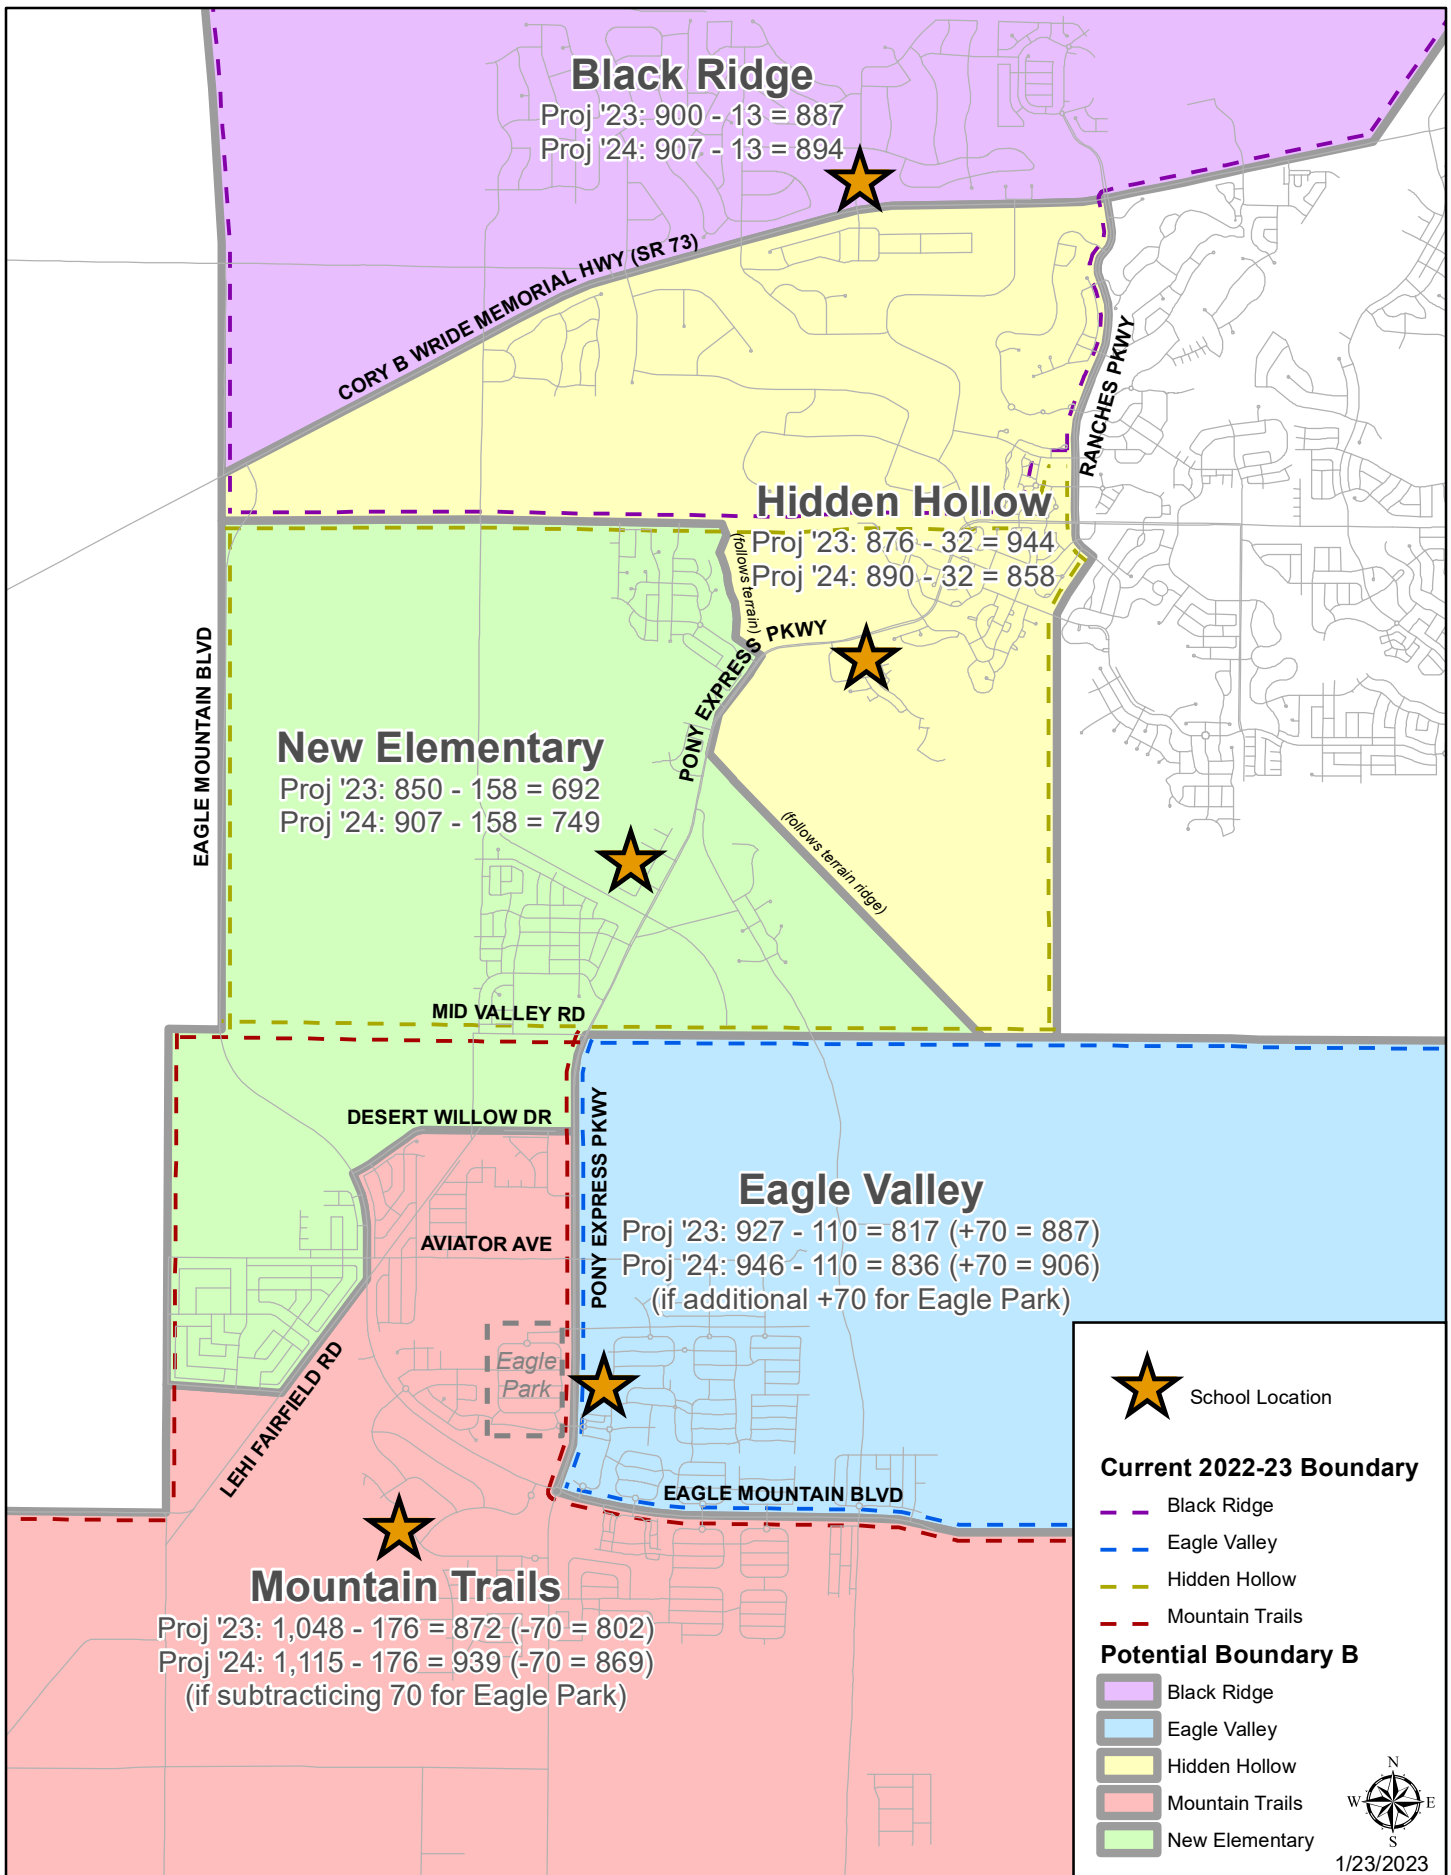 Black Ridge
Proj '23: 900 - 13 = 887
Proj '24: 907 - 13 = 894
CORY B WRIDE MEMORIAL HWY (SR 73)
RANCHES PKWY
Hidden Hollow
Proj '23: 876 - 32 = 944
Proj '24: 890 - 32 = 858
(follows terrain)
PONY EXPRESS PKWY
EAGLE MOUNTAIN BLVD
New Elementary
Proj '23: 850 - 158 = 692
Proj '24: 907 - 158 = 749
(follows terrain ridge)
MID VALLEY RD
DESERT WILLOW DR
PONY EXPRESS PKWY
Eagle Valley
Proj '23: 927 - 110 = 817 (+70 = 887)
Proj '24: 946 - 110 = 836 (+70 = 906)
(if additional +70 for Eagle Park)
AVIATOR AVE
Eagle
Park
LEHI FAIRFIELD RD
EAGLE MOUNTAIN BLVD
Mountain Trails
Proj '23: 1,048 - 176 = 872 (-70 = 802)
Proj '24: 1,115 - 176 = 939 (-70 = 869)
(if subtracticing 70 for Eagle Park)
School Location
Current 2022-23 Boundary
Black Ridge
Eagle Valley
Hidden Hollow
Mountain Trails
Potential Boundary B
Black Ridge
Eagle Valley
Hidden Hollow
Mountain Trails
New Elementary
N
W E
S
1/23/2023